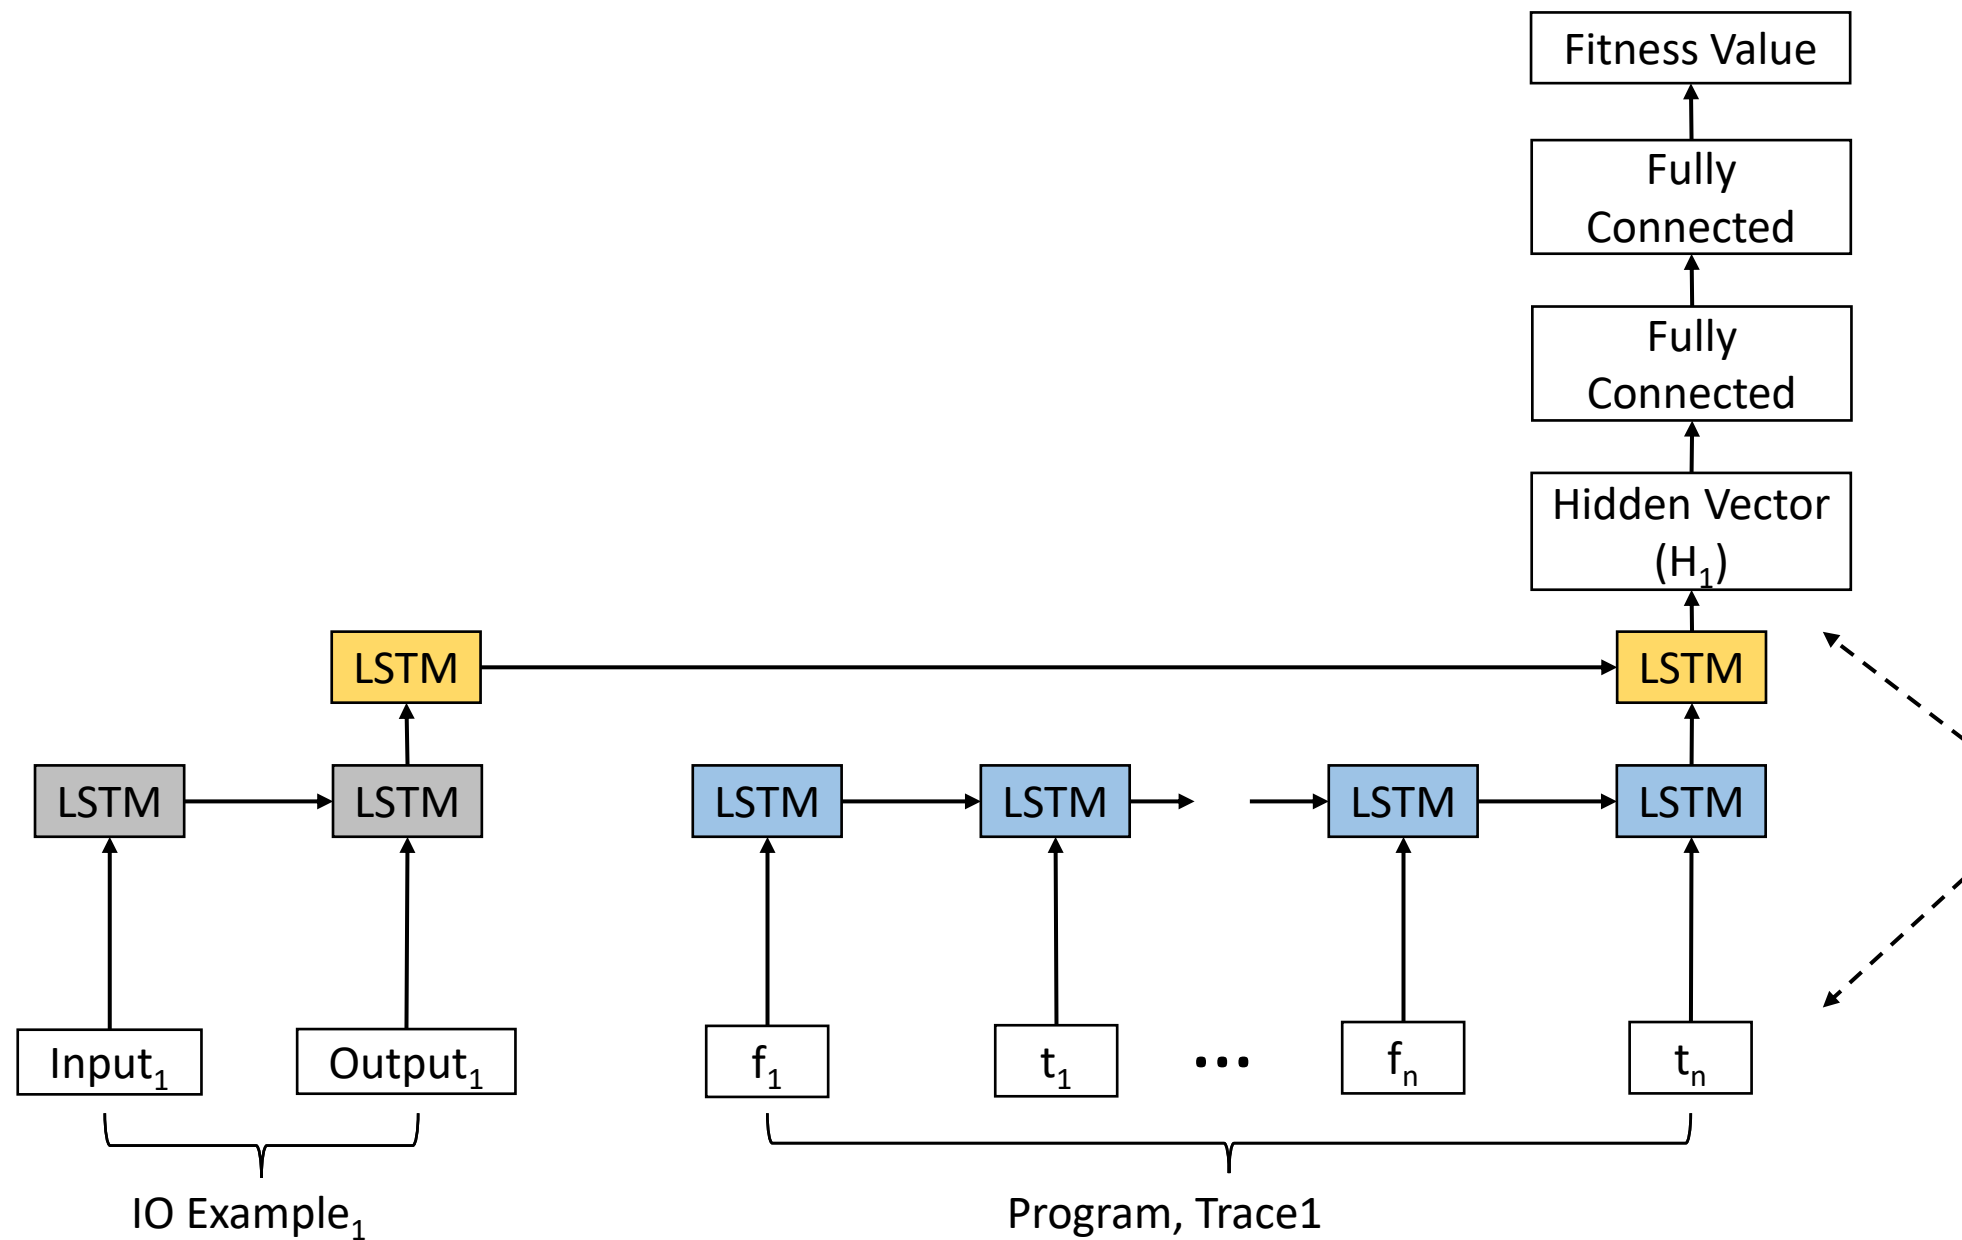 Fitness Value
Fully
Connected
Fully
Connected
Hidden Vector
(H₁)
LSTM
LSTM
LSTM
LSTM
LSTM
LSTM
LSTM
LSTM
Input₁
Output₁
f₁
t₁
...
fₙ
tₙ
IO Example₁
Program, Trace1